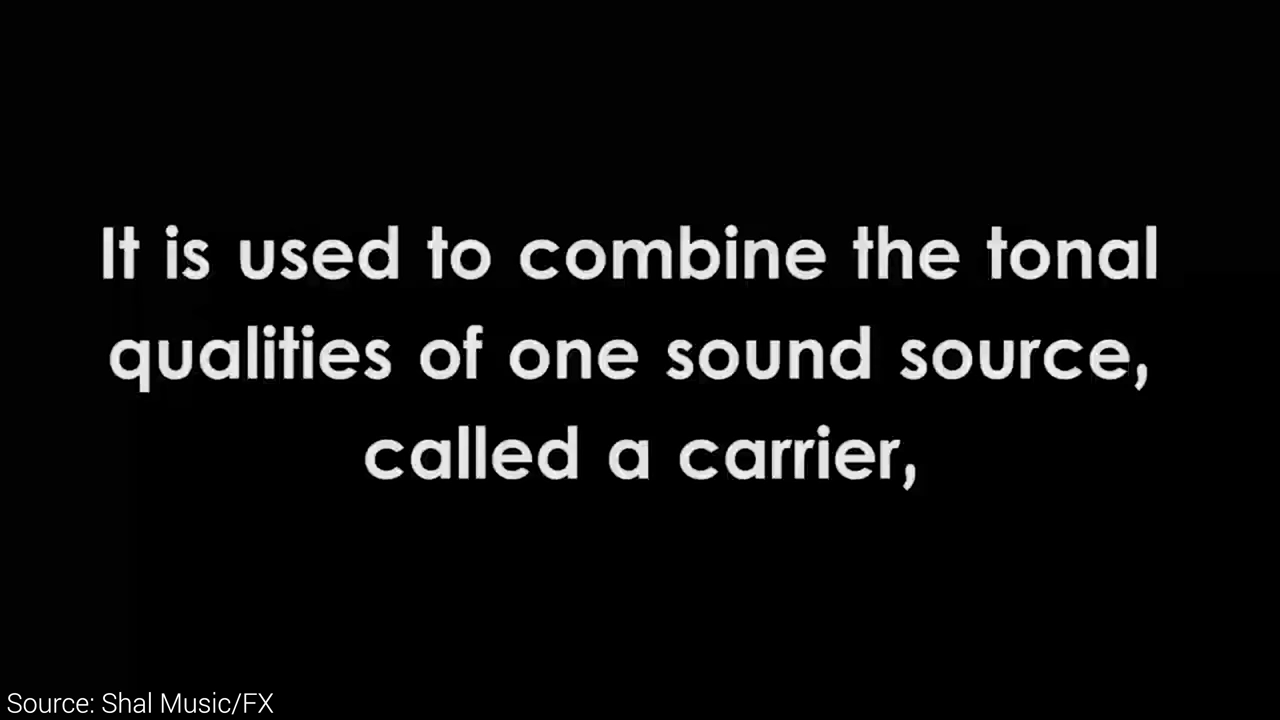 It is used to combine the tonal
qualities of one sound source,
called a carrier,
Source: Shal Music/FX